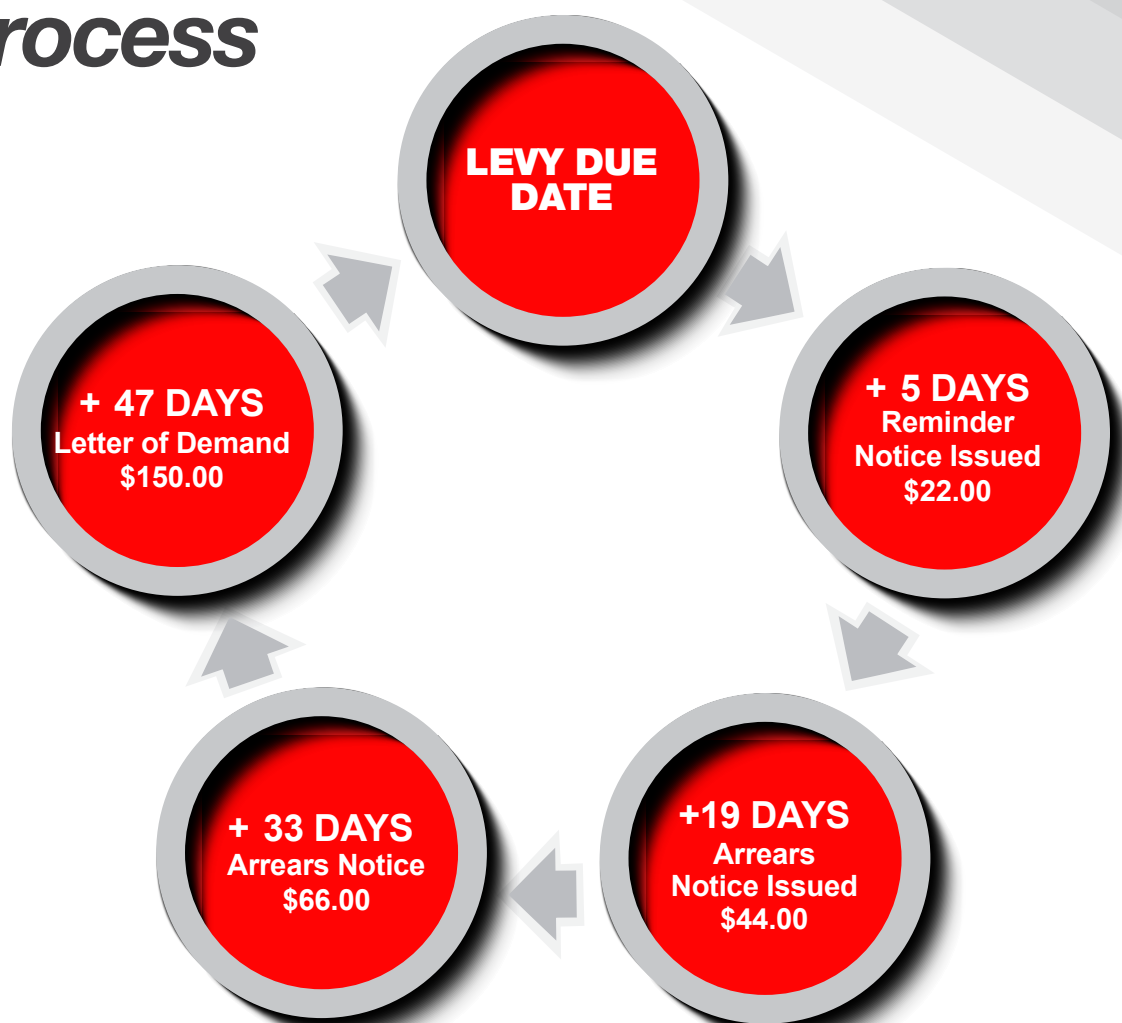 rocess
LEVY DUE
DATE
+ 5 DAYS
Reminder
Notice Issued
$22.00
+19 DAYS
Arrears
Notice Issued
$44.00
+ 33 DAYS
Arrears Notice
$66.00
+ 47 DAYS
Letter of Demand
$150.00